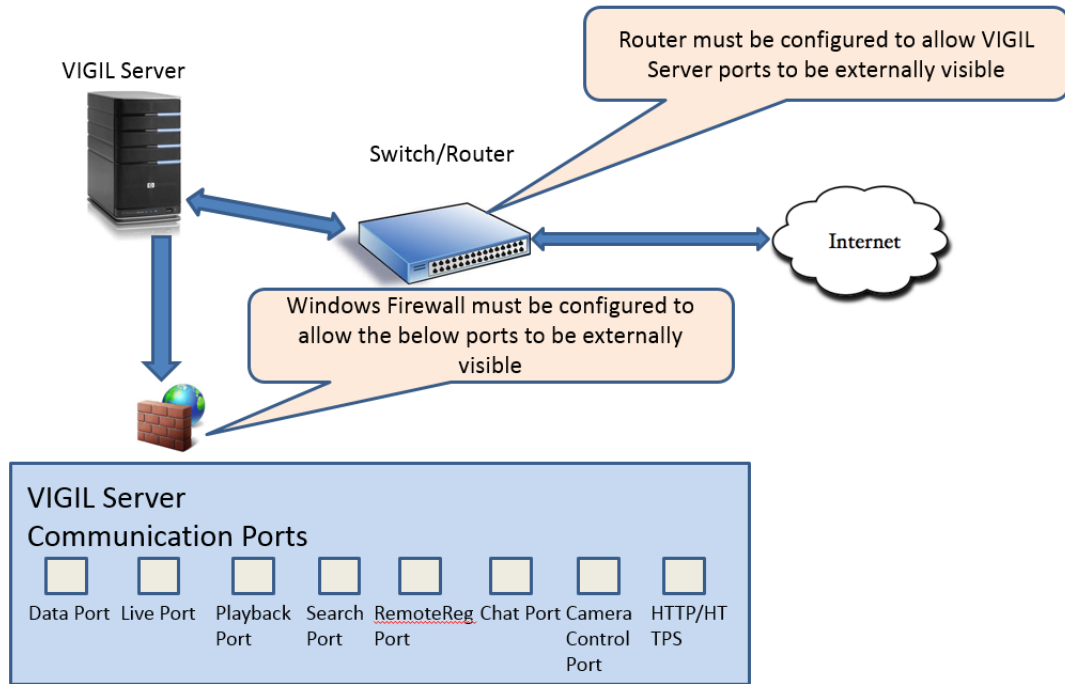 Router must be configured to allow VIGIL
Server ports to be externally visible
VIGIL Server
Switch/Router
Internet
Windows Firewall must be configured to
allow the below ports to be externally
visible
VIGIL Server
Communication Ports
Data Port
Live Port
Playback
Port
Search
Port
RemoteReg
Port
Chat Port
Camera
Control
Port
HTTP/HT
TPS